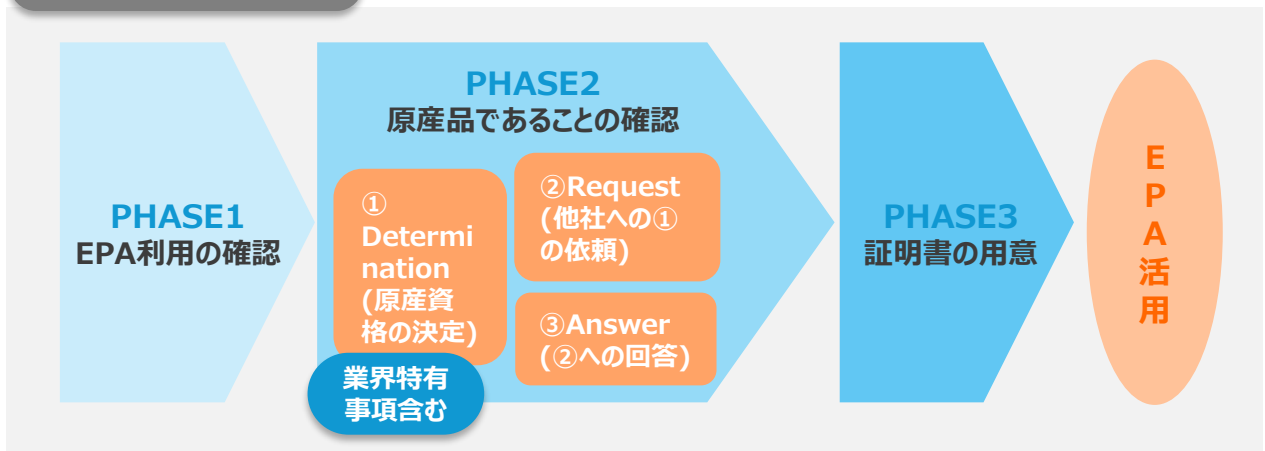 PHASE1
EPA利用の確認
PHASE2
原産品であることの確認
①
Determi
nation
(原産資
格の決定)
業界特有
事項含む
②Request
(他社への①
の依頼)
③Answer
(②への回答)
PHASE3
証明書の用意
E
P
A
活
用